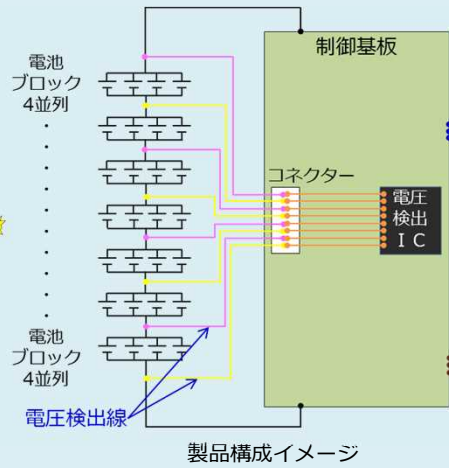 電池
ブロック
4並列
制御基板
コネクター
電圧
検出
ＩＣ
電池
ブロック
4並列
電圧検出線
製品構成イメージ